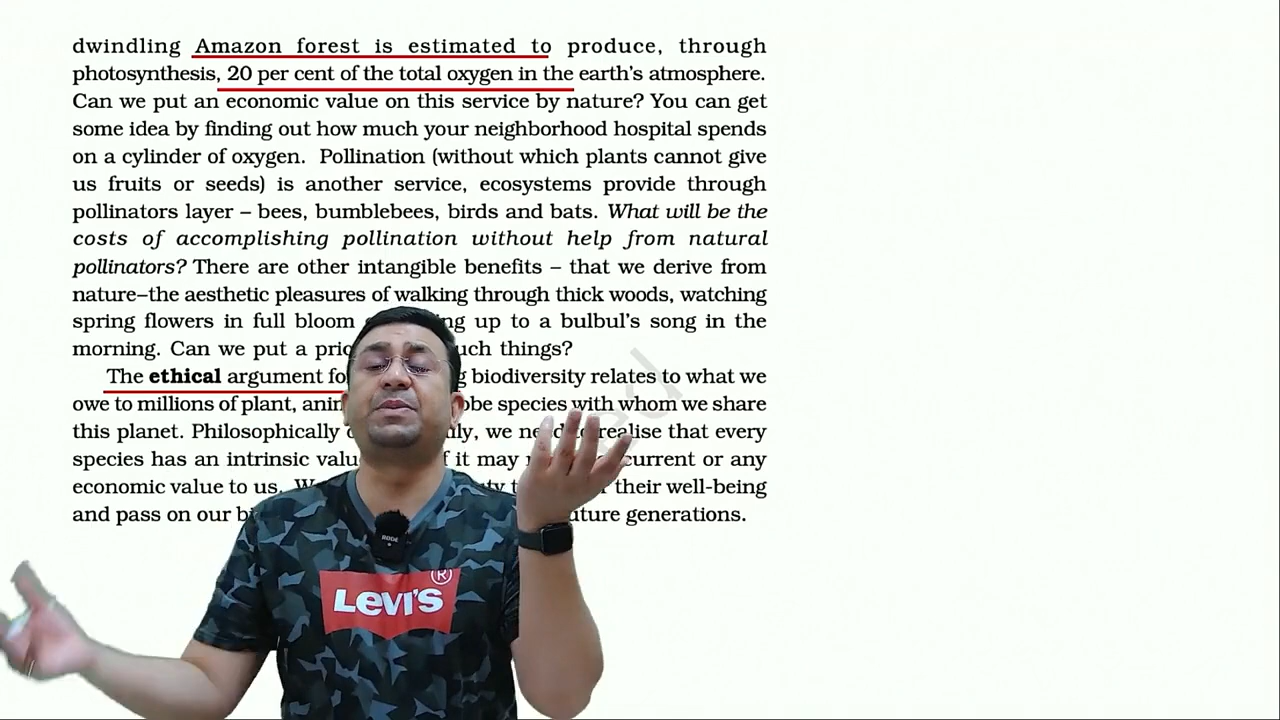 dwindling Amazon forest is estimated to produce, through
photosynthesis, 20 per cent of the total oxygen in the earth's atmosphere.
Can we put an economic value on this service by nature? You can get
some idea by finding out how much your neighborhood hospital spends
on a cylinder of oxygen. Pollination (without which plants cannot give
us fruits or seeds) is another service, ecosystems provide through
pollinators layer – bees, bumblebees, birds and bats. What will be the
costs of accomplishing pollination without help from natural
pollinators? There are other intangible benefits – that we derive from
nature–the aesthetic pleasures of walking through thick woods, watching
spring flowers in full bloom up to a bulbul's song in the
morning. Can we put a things?
The ethical argument biodiversity relates to what we
owe to millions of plant, species with whom we share
this planet. Philosophically we need to realise that every
species has an intrinsic it may current or any
economic value to us. their well-being
and pass on our generations.
RODE
LEVI'S
®